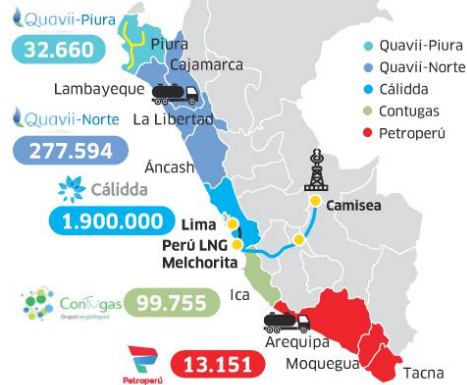 Quavii-Piura
32.660
Piura
Cajamarca
Lambayeque
Quavii-Norte
La Libertad
277.594
Áncash
Cálidda
1.900.000
Lima
Perú LNG
Melchorita
Camisea
Contugas
GrupoEnergíaBogotá
99.755
Ica
Arequipa
Moquegua
Tacna
Petroperú
13.151
Quavii-Piura
Quavii-Norte
Cálidda
Contugas
Petroperú